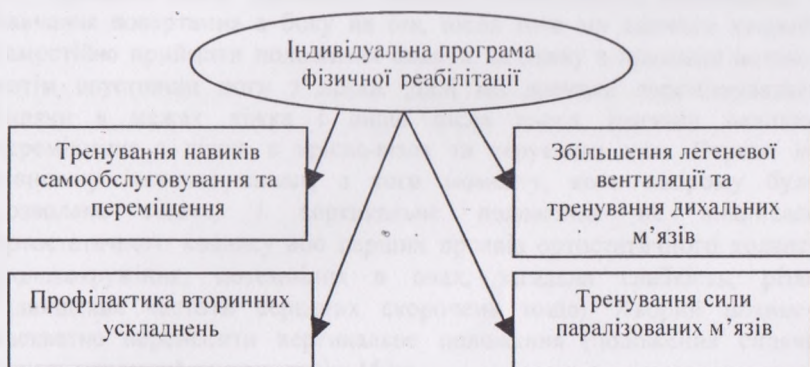 Індивідуальна програма
фізичної реабілітації
Тренування навиків
самообслуговування та
переміщення
Збільшення легеневої
вентиляції та
тренування дихальних
м’язів
Профілактика вторинних
ускладнень
Тренування сили
паралізованих м’язів